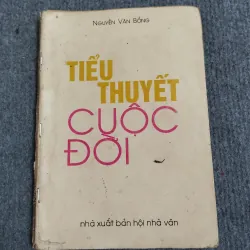 NGUYỄN VĂN BỔNG
TIỂU
THUYẾT
CUỘC
ĐỜI
nhà xuất bản hội nhà văn